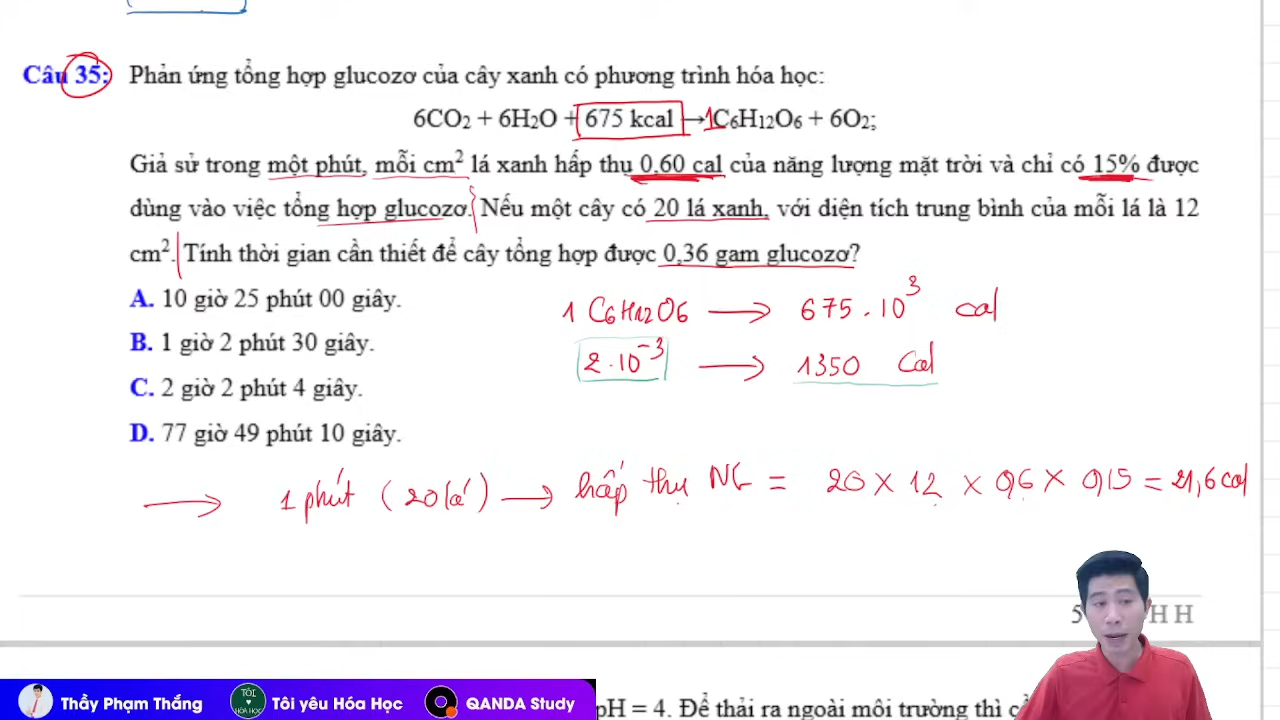 Câu 35: Phản ứng tổng hợp glucozơ của cây xanh có phương trình hóa học:
6CO2 + 6H2O + 675 kcal → 1C6H12O6 + 6O2;
Giả sử trong một phút, mỗi cm² lá xanh hấp thụ 0,60 cal của năng lượng mặt trời và chỉ có 15% được
dùng vào việc tổng hợp glucozơ. Nếu một cây có 20 lá xanh, với diện tích trung bình của mỗi lá là 12
cm². Tính thời gian cần thiết để cây tổng hợp được 0,36 gam glucozơ?
A. 10 giờ 25 phút 00 giây.
1 C6H12O6 → 675.10³ cal
B. 1 giờ 2 phút 30 giây.
2.10⁻³ → 1350 Cal
C. 2 giờ 2 phút 4 giây.
D. 77 giờ 49 phút 10 giây.
→ 1 phút (20 lá) → hấp thụ NL = 20 × 12 × 0,6 × 0,15 = 21,6 cal
5 H H
Thầy Phạm Thắng
TÔI YÊU HÓA HỌC
Tôi yêu Hóa Học
QANDA Study
pH = 4. Để thải ra ngoài môi trường thì